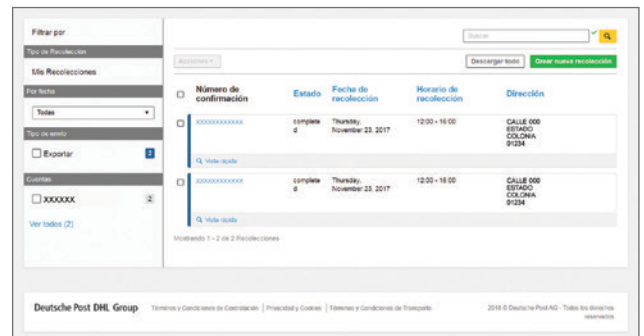 Filtrar por
Tipo de Recolección
Mis Recolecciones
Por fecha
Todas
Tipo de envío
Exportar 2
Cuentas
XXXXXX 2
Ver todos (2)
Buscar
Acciones
Descargar todo
Crear nueva recolección
Número de confirmación Estado Fecha de recolección Horario de recolección Dirección
XXXXXXXXXXXX completed Thursday, November 23, 2017 12:00 - 16:00 CALLE 000
ESTADO
COLONIA
01234
Vista rápida
XXXXXXXXXXXX completed Thursday, November 23, 2017 12:00 - 16:00 CALLE 000
ESTADO
COLONIA
01234
Vista rápida
Mostrando 1 - 2 de 2 Recolecciones
Deutsche Post DHL Group
Términos y Condiciones de Contratación | Privacidad y Cookies | Términos y Condiciones de Transporte
2018 © Deutsche Post AG - Todos los derechos
reservados